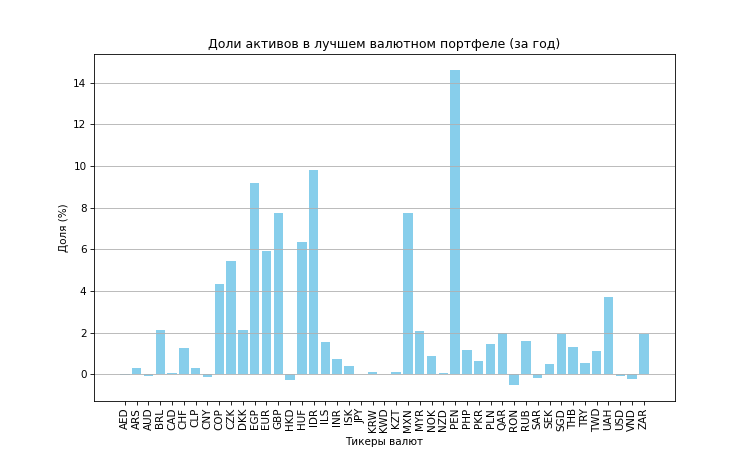 Доли активов в лучшем валютном портфеле (за год)
Доля (%)
14
12
10
8
6
4
2
0
AED ARS AUD BRL CAD CHF CLP CNY COP CZK DKK EGP EUR GBP HKD HUF IDR ILS INR ISK JPY KRW KWD KZT MXN MYR NOK NZD PEN PHP PKR PLN QAR RON RUB SAR SEK SGD THB TRY TWD UAH USD VND ZAR
Тикеры валют